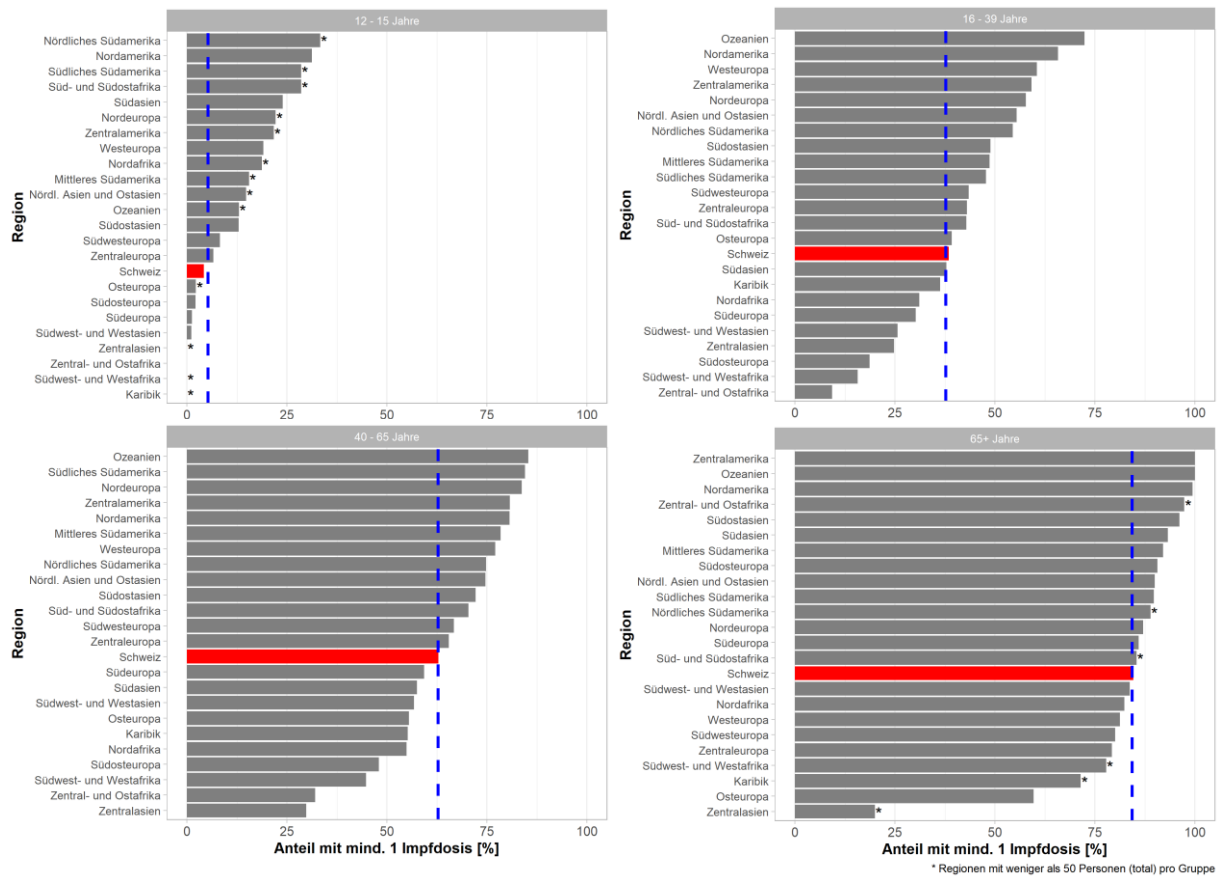 12 - 15 Jahre
Region
Nördliches Südamerika *
Nordamerika
Südliches Südamerika *
Süd- und Südostafrika *
Südasien
Nordeuropa *
Zentralamerika *
Westeuropa
Nordafrika *
Mittleres Südamerika *
Nördl. Asien und Ostasien *
Ozeanien *
Südostasien
Südwesteuropa
Zentraleuropa
Schweiz
Osteuropa *
Südosteuropa
Südeuropa
Südwest- und Westasien
Zentralasien *
Zentral- und Ostafrika
Südwest- und Westafrika *
Karibik *
0 25 50 75 100
16 - 39 Jahre
Region
Ozeanien
Nordamerika
Westeuropa
Zentralamerika
Nordeuropa
Nördl. Asien und Ostasien
Nördliches Südamerika
Südostasien
Mittleres Südamerika
Südliches Südamerika
Südwesteuropa
Zentraleuropa
Süd- und Südostafrika
Osteuropa
Schweiz
Südasien
Karibik
Nordafrika
Südeuropa
Südwest- und Westasien
Zentralasien
Südosteuropa
Südwest- und Westafrika
Zentral- und Ostafrika
0 25 50 75 100
40 - 65 Jahre
Region
Ozeanien
Südliches Südamerika
Nordeuropa
Zentralamerika
Nordamerika
Mittleres Südamerika
Westeuropa
Nördliches Südamerika
Nördl. Asien und Ostasien
Südostasien
Süd- und Südostafrika
Südwesteuropa
Zentraleuropa
Schweiz
Südeuropa
Südasien
Südwest- und Westasien
Osteuropa
Karibik
Nordafrika
Südosteuropa
Südwest- und Westafrika
Zentral- und Ostafrika
Zentralasien
0 25 50 75 100
Anteil mit mind. 1 Impfdosis [%]
65+ Jahre
Region
Zentralamerika
Ozeanien
Nordamerika
Zentral- und Ostafrika *
Südostasien
Südasien
Mittleres Südamerika
Südosteuropa
Nördl. Asien und Ostasien
Südliches Südamerika
Nördliches Südamerika *
Nordeuropa
Südeuropa
Süd- und Südostafrika *
Schweiz
Südwest- und Westasien
Nordafrika
Westeuropa
Südwesteuropa
Zentraleuropa
Südwest- und Westafrika *
Karibik *
Osteuropa
Zentralasien *
0 25 50 75 100
Anteil mit mind. 1 Impfdosis [%]
* Regionen mit weniger als 50 Personen (total) pro Gruppe